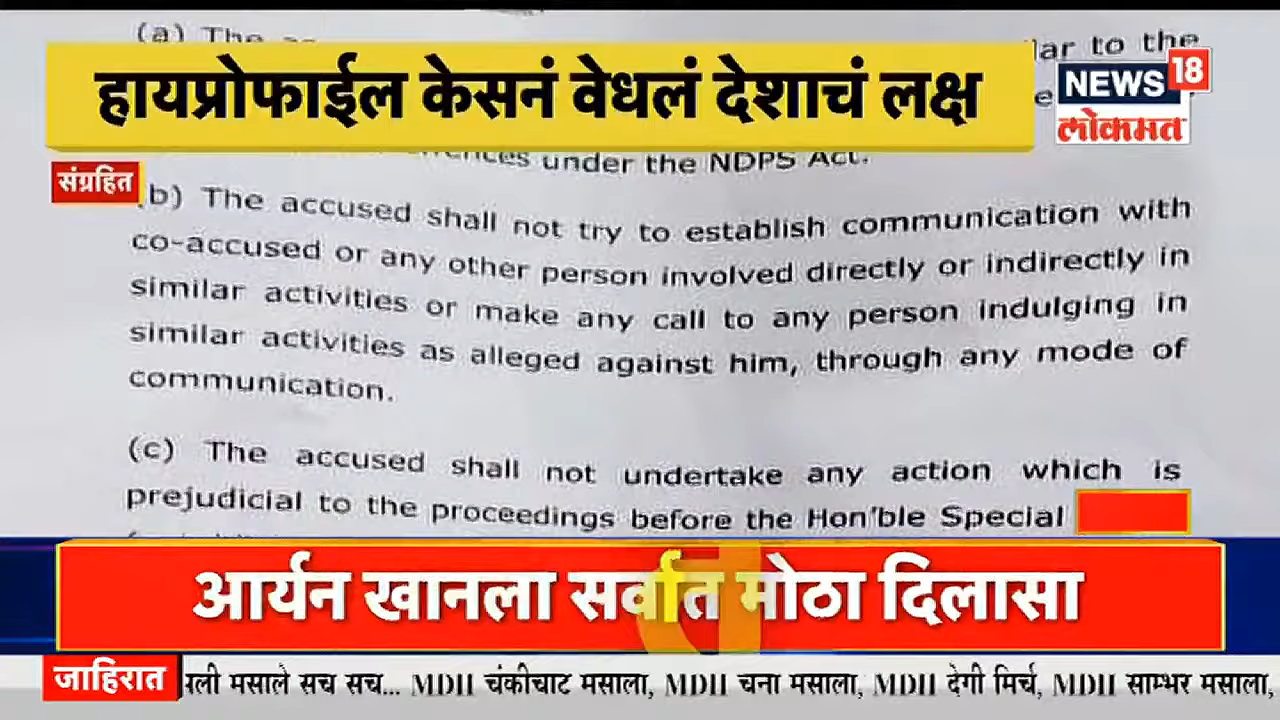 (a) The
lar to the
हायप्रोफाईल केसनं वेधलं देशाचं लक्ष
NEWS 18
लोकमत
under the NDPS Act.
संग्रहित
b) The accused shall not try to establish communication with
co-accused or any other person involved directly or indirectly in
similar activities or make any call to any person indulging in
similar activities as alleged against him, through any mode of
communication.
(c) The accused shall not undertake any action which is
prejudicial to the proceedings before the Hon'ble Special
आर्यन खानला सर्वात मोठा दिलासा
जाहिरात
मसाले सच सच... MDH चंकीचाट मसाला, MDH चना मसाला, MDH देगी मिर्च, MDH साम्भर मसाला,